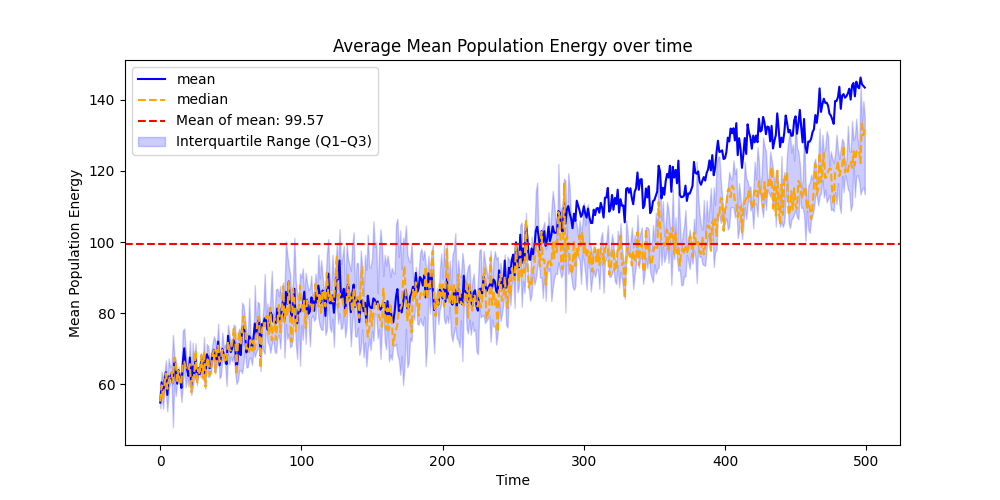 Average Mean Population Energy over time
mean
median
Mean of mean: 99.57
Interquartile Range (Q1–Q3)
Mean Population Energy
140
120
100
80
60
0 100 200 300 400 500
Time